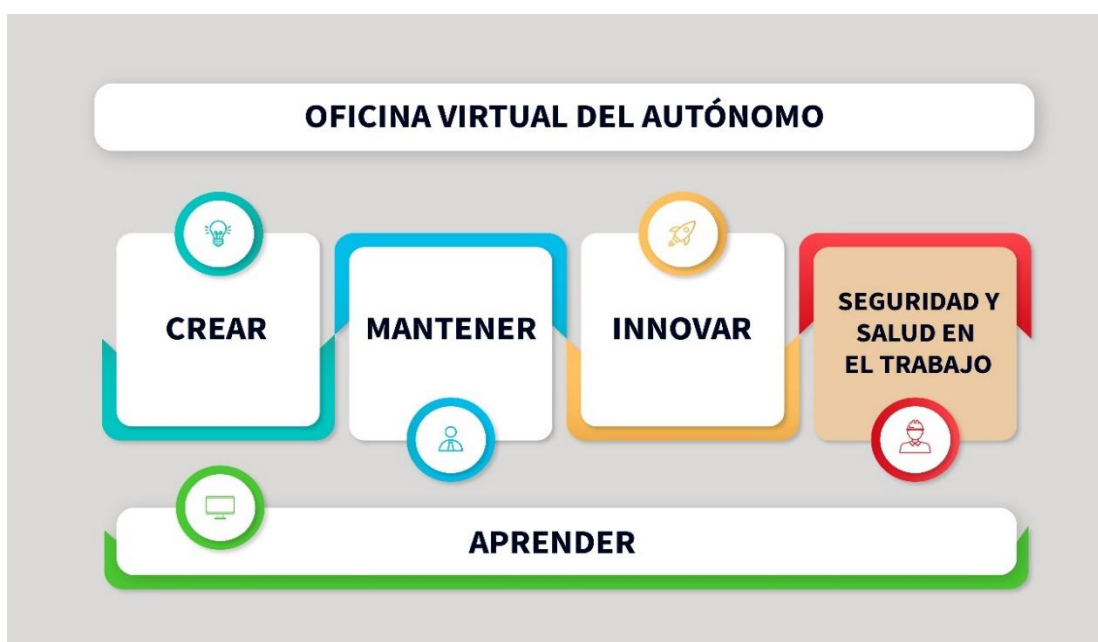 OFICINA VIRTUAL DEL AUTÓNOMO
CREAR
MANTENER
INNOVAR
SEGURIDAD Y
SALUD EN
EL TRABAJO
APRENDER